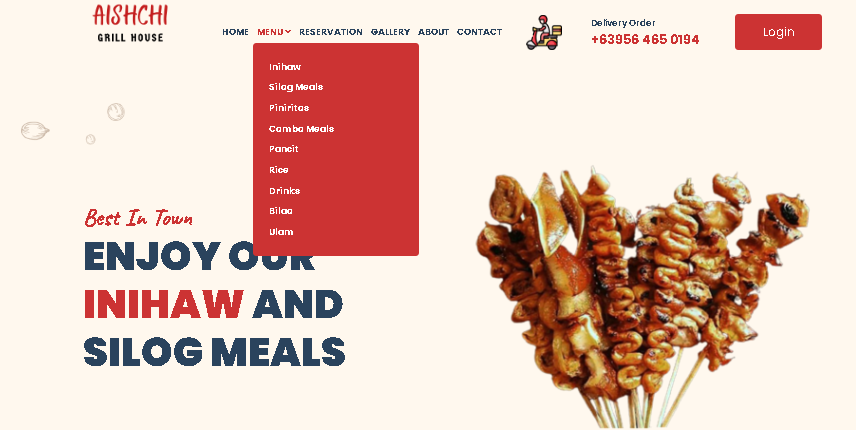 AISHCHI
GRILL HOUSE
HOME MENU RESERVATION GALLERY ABOUT CONTACT
Delivery Order
+63956 465 0194
Login
Inihaw
Silog Meals
Piniritos
Combo Meals
Pancit
Rice
Drinks
Bilao
Ulam
Best In Town
ENJOY OUR
INIHAW AND
SILOG MEALS